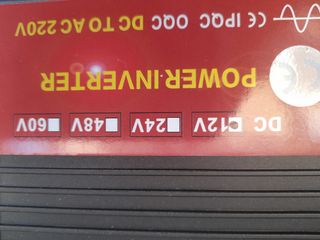 DC 12V 24V 48V 60V
POWER INVERTER
CE IPQC OQC DC TO AC 220V